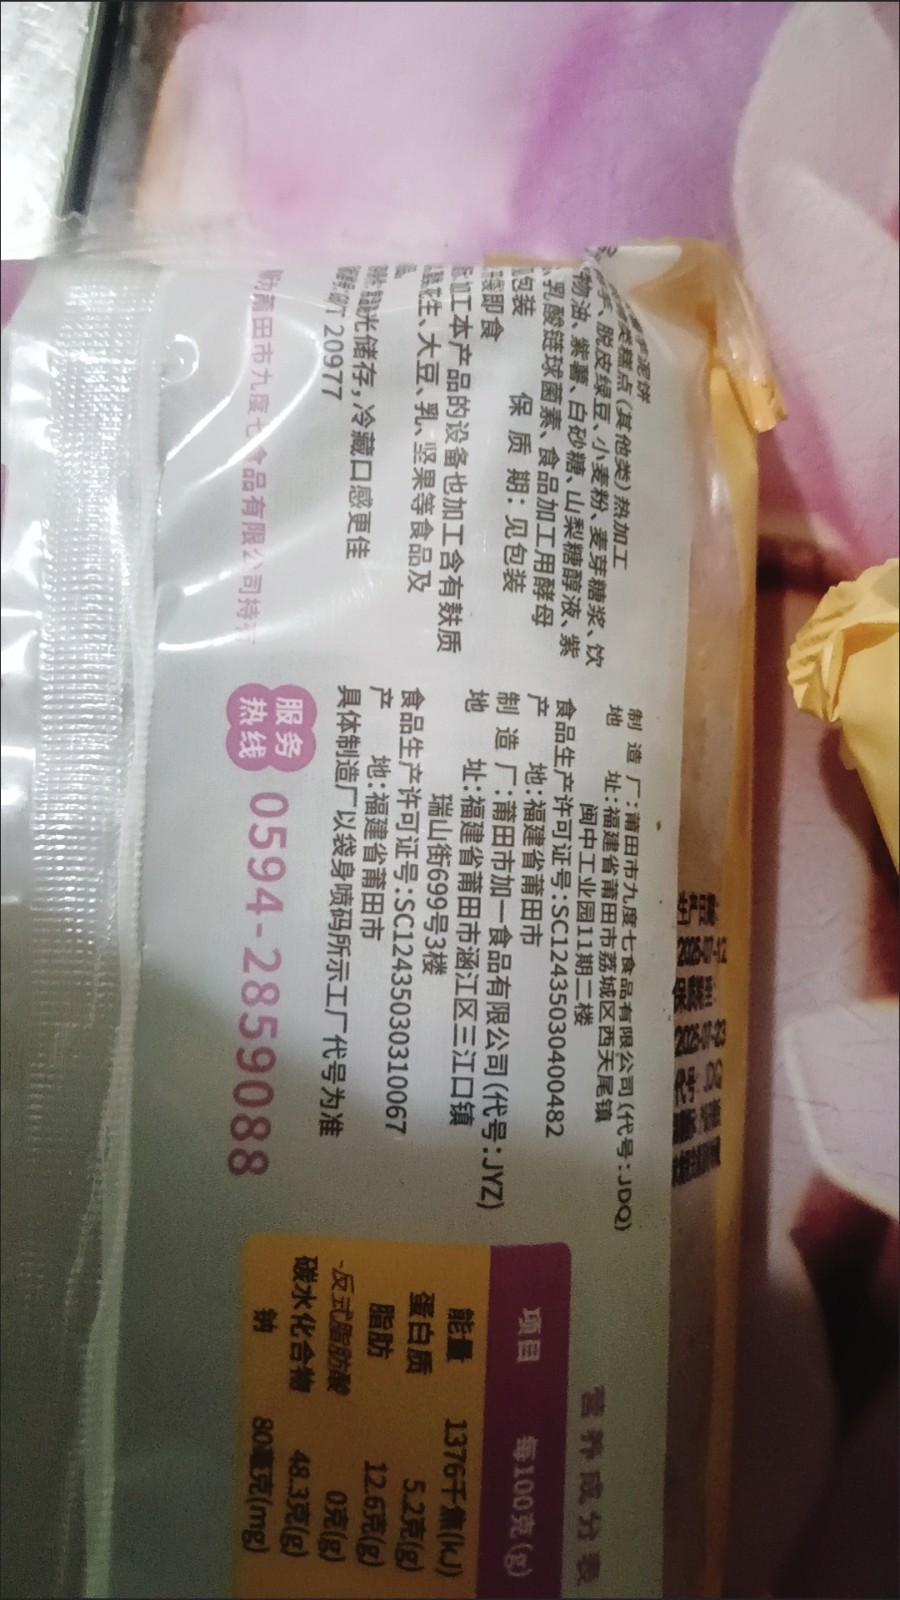 泥饼
类糕点(其他类)热加工
、脱皮绿豆、小麦粉、麦芽糖浆、饮
物油、紫薯、白砂糖、山梨糖醇液、紫
、乳酸链球菌素、食品加工用酵母
包装 保 质 期:见包装
即食
加工本产品的设备也加工含有麸质
花生、大豆、乳、坚果等食品及
光储存,冷藏口感更佳
20977
莆田市九度七食品有限公司持
制 造 厂:莆田市九度七食品有限公司(代号:JDQ)
地 址:福建省莆田市荔城区西天尾镇
闽中工业园11期二楼
食品生产许可证号:SC12435030400482
产 地:福建省莆田市
制 造 厂:莆田市加一食品有限公司(代号:JYZ)
地 址:福建省莆田市涵江区三江口镇
瑞山街699号3楼
食品生产许可证号:SC12435030310067
产 地:福建省莆田市
具体制造厂以袋身喷码所示工厂代号为准
服务
热线 0594-2859088
营养成分表
项目 每100克(g)
能量 1376千焦(kJ)
蛋白质 5.2克(g)
脂肪 12.6克(g)
-反式脂肪酸 0克(g)
碳水化合物 48.3克(g)
钠 80毫克(mg)